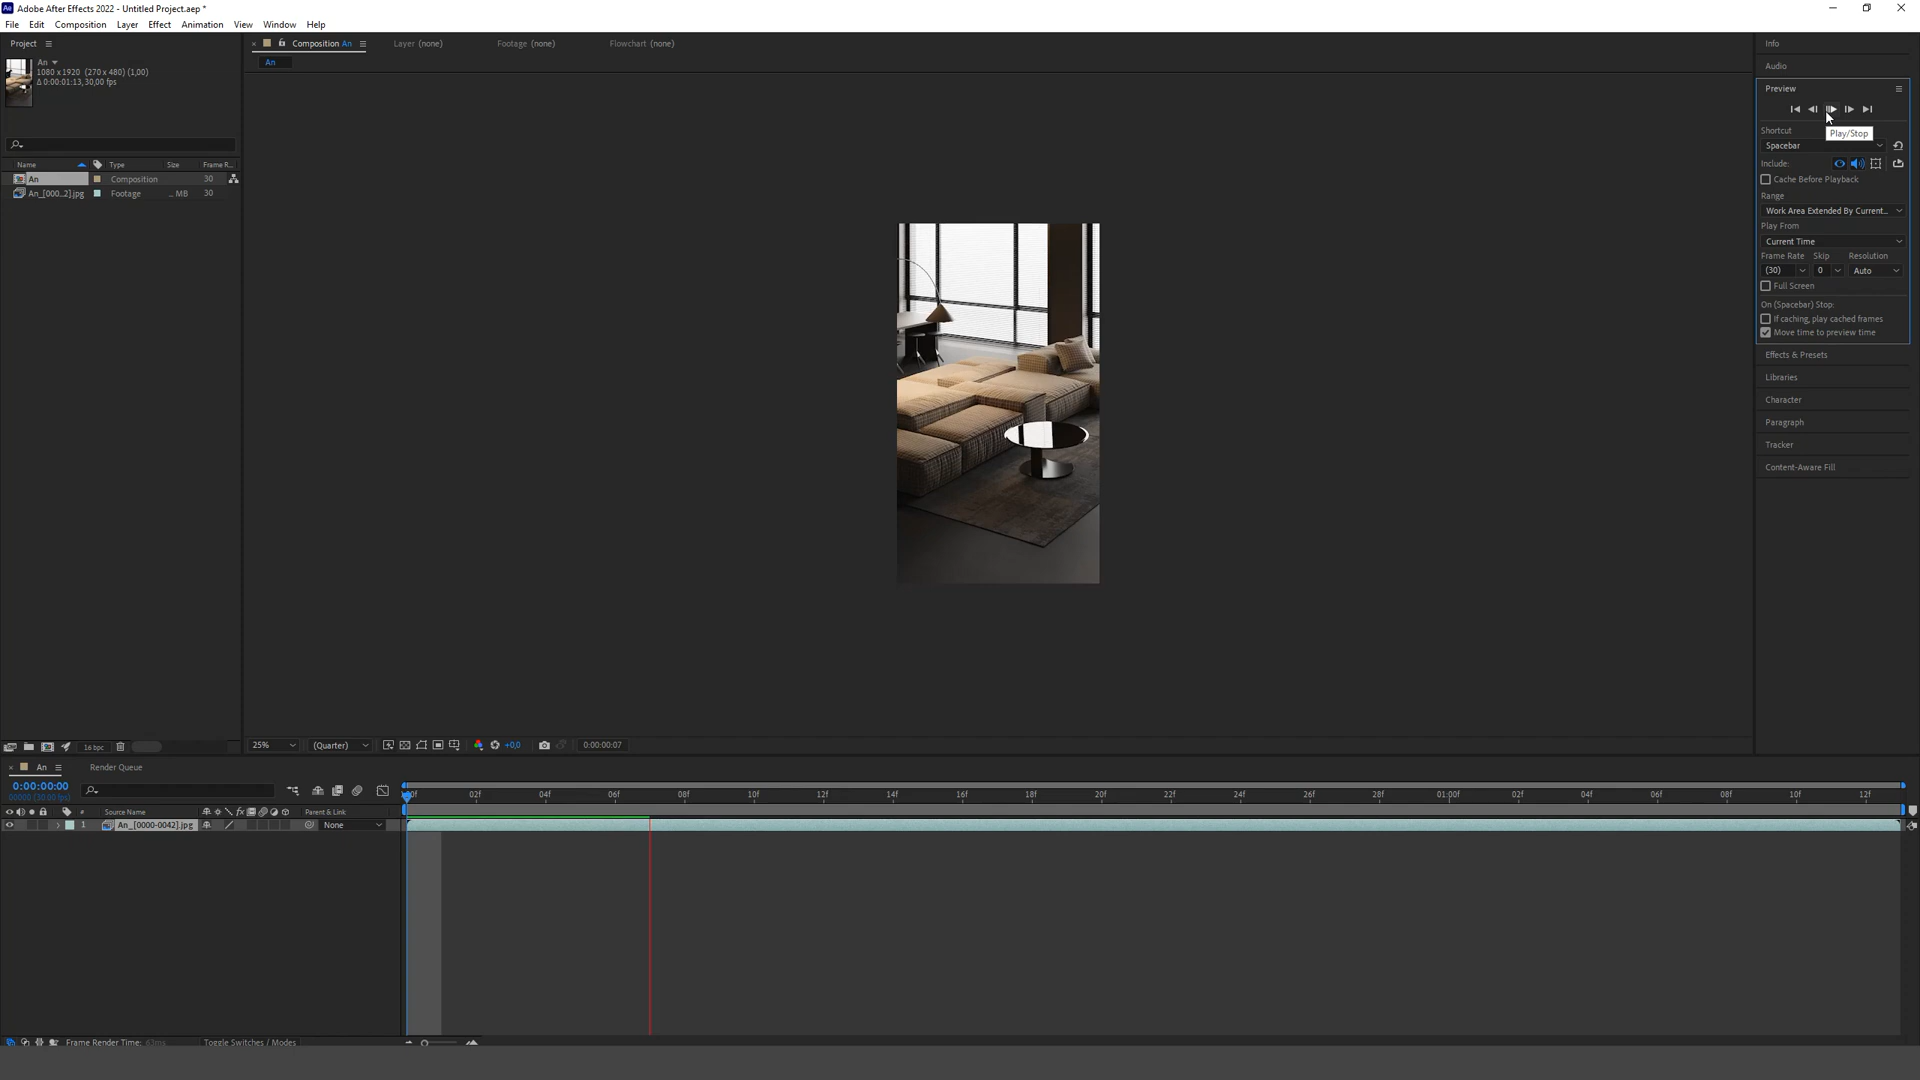 Adobe After Effects 2022 - Untitled Project.aep *
File Edit Composition Layer Effect Animation View Window Help
Project
An
1080 x 1920 (270 x 480) (1,00)
Δ 0:00:01:13, 30,00 fps
Name Type Size Frame R...
An Composition 30
An_[000...2].jpg Footage ... MB 30
16 bpc
Composition An Layer (none) Footage (none) Flowchart (none)
An
25% (Quarter) +0,0 0:00:00:07
Info
Audio
Preview
Play/Stop
Shortcut
Spacebar
Include:
Cache Before Playback
Range
Work Area Extended By Current...
Play From
Current Time
Frame Rate Skip Resolution
(30) 0 Auto
Full Screen
On (Spacebar) Stop:
If caching, play cached frames
Move time to preview time
Effects & Presets
Libraries
Character
Paragraph
Tracker
Content-Aware Fill
An Render Queue
0:00:00:00
00000 (30.00 fps)
# Source Name Parent & Link
1 An_[0000-0042].jpg None
02f 04f 06f 08f 10f 12f 14f 16f 18f 20f 22f 24f 26f 28f 01:00f 02f 04f 06f 08f 10f 12f
Frame Render Time: Toggle Switches / Modes